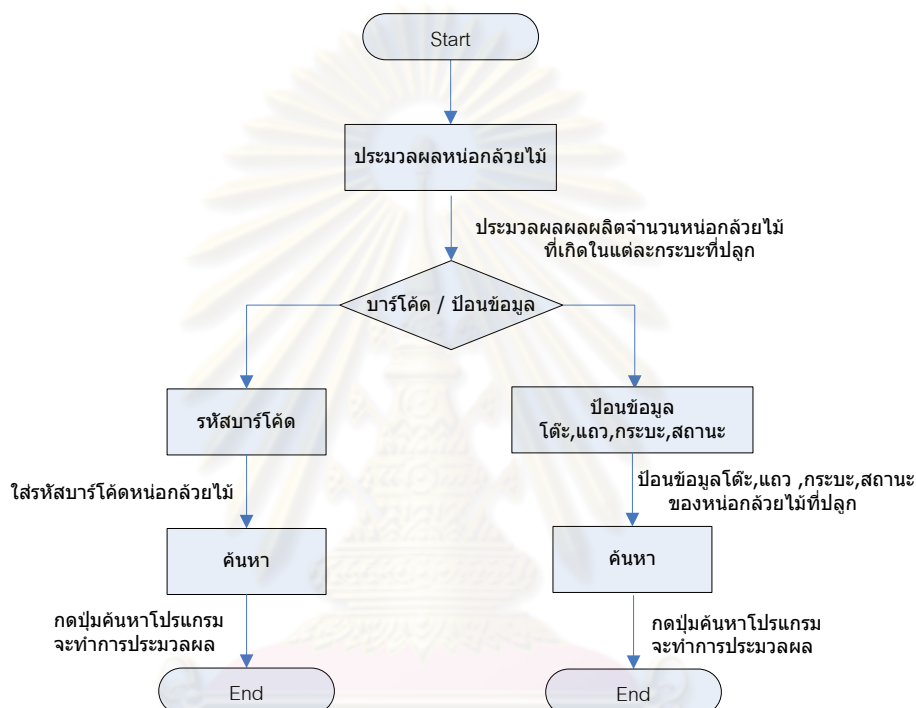 Start
ประมวลผลหน่อกล้วยไม้
ประมวลผลผลผลิตจำนวนหน่อกล้วยไม้
ที่เกิดในแต่ละกระบะที่ปลูก
บาร์โค้ด / ป้อนข้อมูล
รหัสบาร์โค้ด
ป้อนข้อมูล
โต๊ะ,แถว,กระบะ,สถานะ
ใส่รหัสบาร์โค้ดหน่อกล้วยไม้
ป้อนข้อมูลโต๊ะ,แถว ,กระบะ,สถานะ
ของหน่อกล้วยไม้ที่ปลูก
ค้นหา
ค้นหา
กดปุ่มค้นหาโปรแกรม
จะทำการประมวลผล
กดปุ่มค้นหาโปรแกรม
จะทำการประมวลผล
End
End